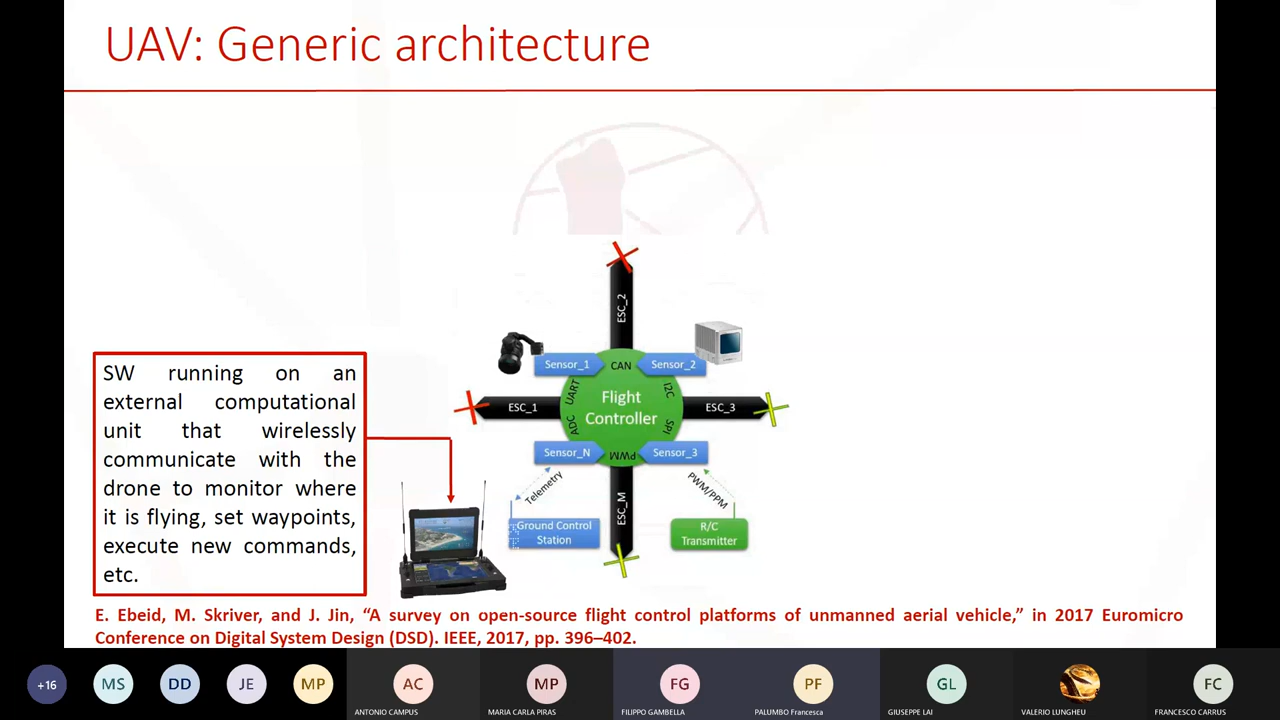 UAV: Generic architecture
ESC_2
Sensor_1
CAN
Sensor_2
UART
I2C
Flight
Controller
ESC_1
ESC_3
ADC
SPI
Sensor_N
PWM
Sensor_3
Telemetry
PWM/PPM
ESC_M
Ground Control
Station
R/C
Transmitter
SW running on an
external computational
unit that wirelessly
communicate with the
drone to monitor where
it is flying, set waypoints,
execute new commands,
etc.
E. Ebeid, M. Skriver, and J. Jin, “A survey on open-source flight control platforms of unmanned aerial vehicle,” in 2017 Euromicro
Conference on Digital System Design (DSD). IEEE, 2017, pp. 396–402.
+16
MS
DD
JE
MP
AC
MP
FG
PF
GL
FC
ANTONIO CAMPUS
MARIA CARLA PIRAS
FILIPPO GAMBELLA
PALUMBO Francesca
GIUSEPPE LAI
VALERIO LUNGHEU
FRANCESCO CARRUS